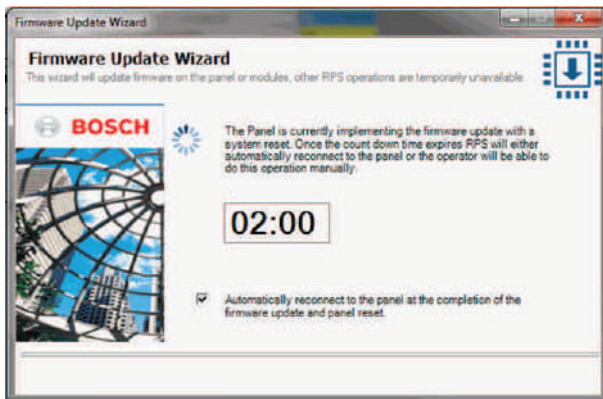 Firmware Update Wizard
Firmware Update Wizard
This wizard will update firmware on the panel or modules, other RPS operations are temporarily unavailable.
BOSCH
The Panel is currently implementing the firmware update with a
system reset. Once the count down time expires RPS will either
automatically reconnect to the panel or the operator will be able to
do this operation manually.
02:00
Automatically reconnect to the panel at the completion of the
firmware update and panel reset.